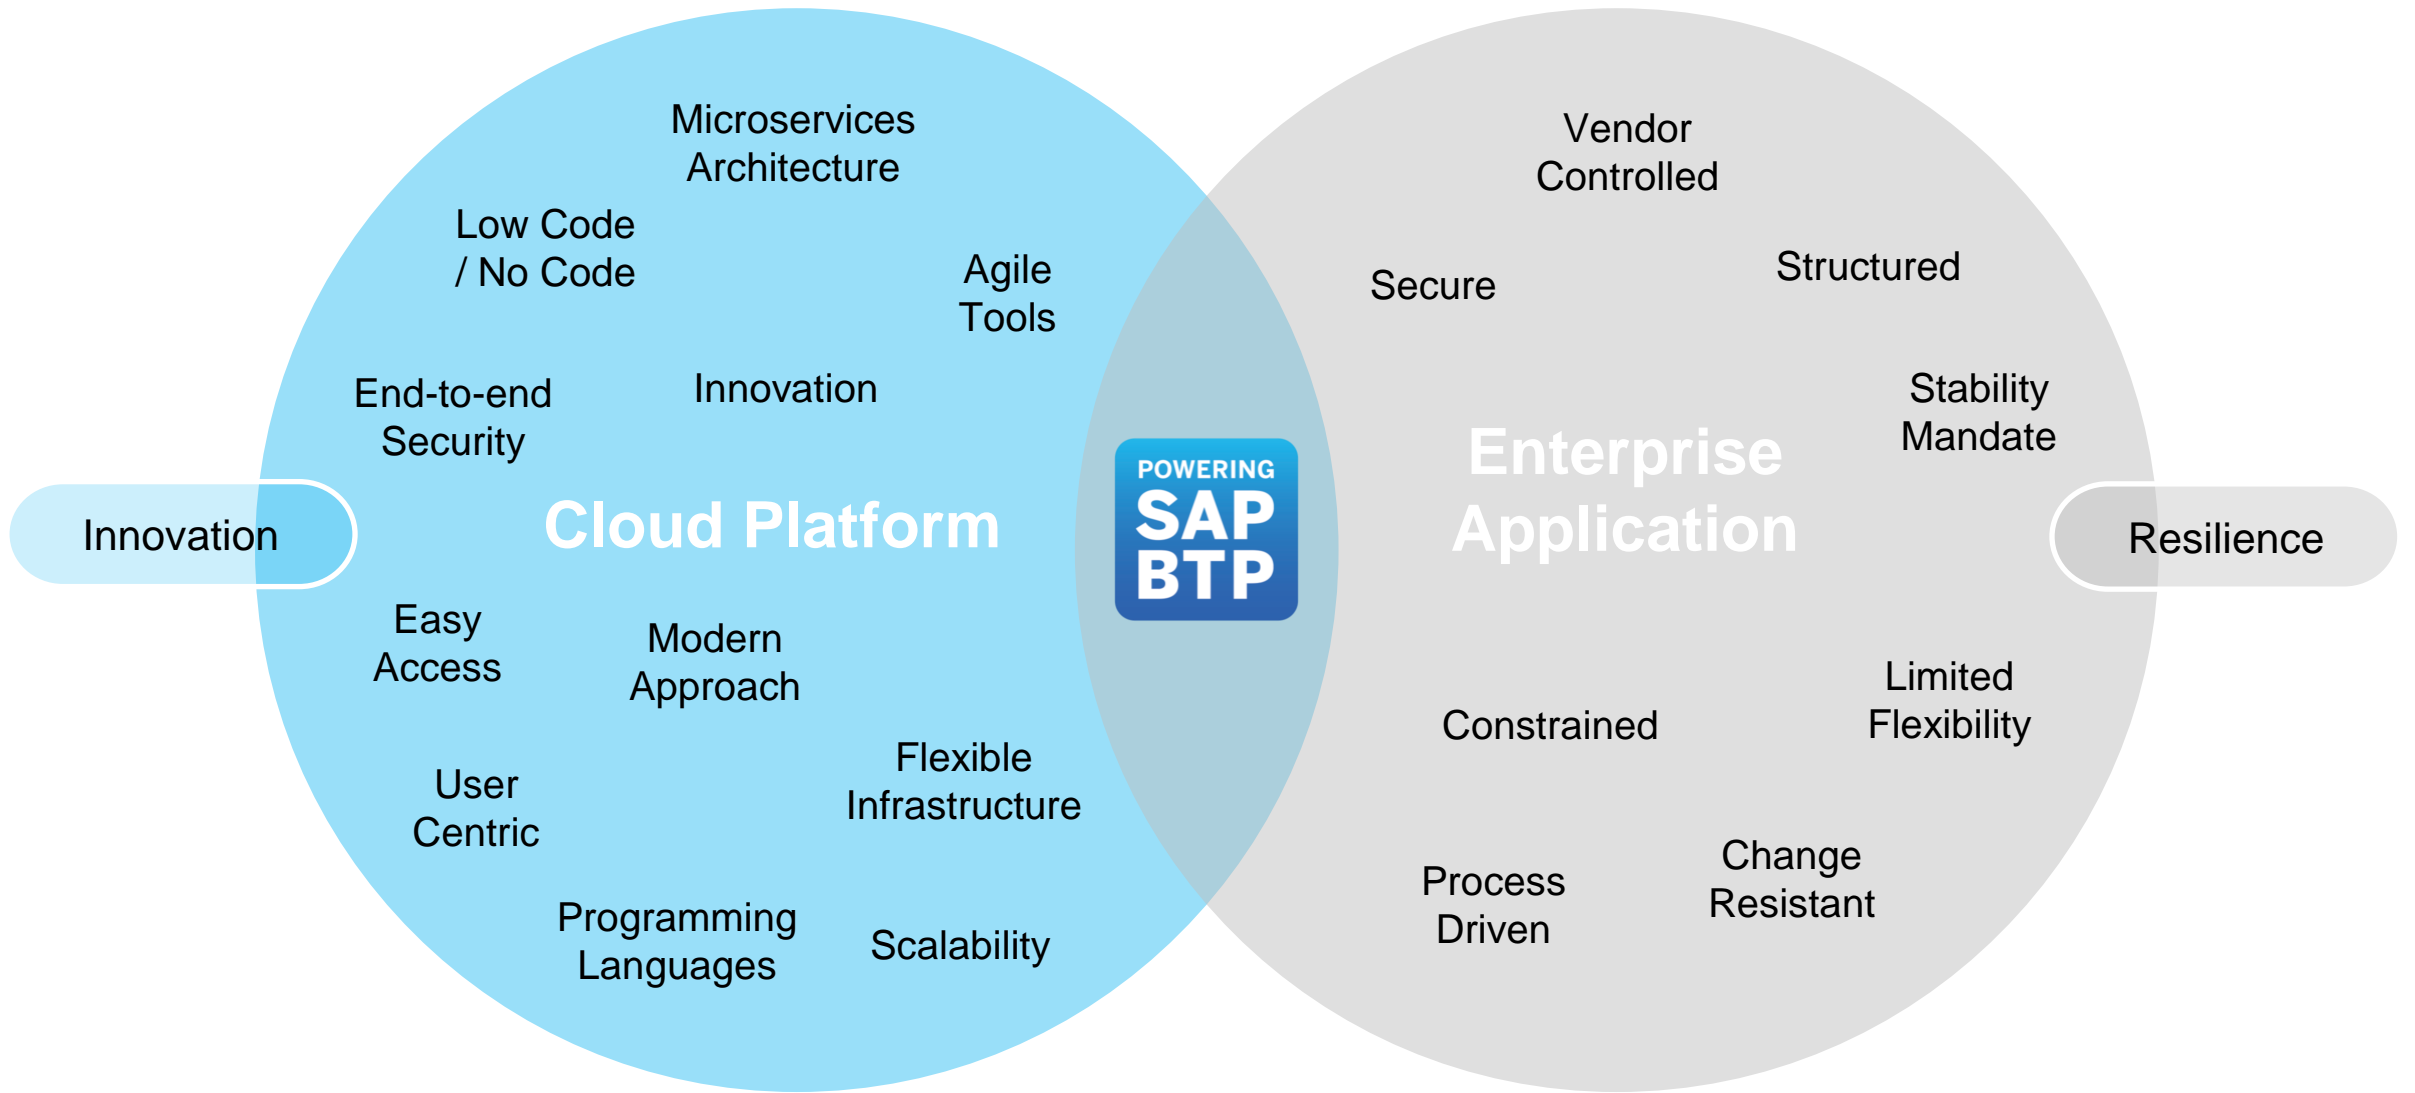 Microservices
Architecture
Low Code
/ No Code
Agile
Tools
End-to-end
Security
Innovation
Innovation
Cloud Platform
Easy
Access
Modern
Approach
User
Centric
Flexible
Infrastructure
Programming
Languages
Scalability
POWERING
SAP
BTP
Vendor
Controlled
Secure
Structured
Stability
Mandate
Enterprise
Application
Resilience
Constrained
Limited
Flexibility
Process
Driven
Change
Resistant